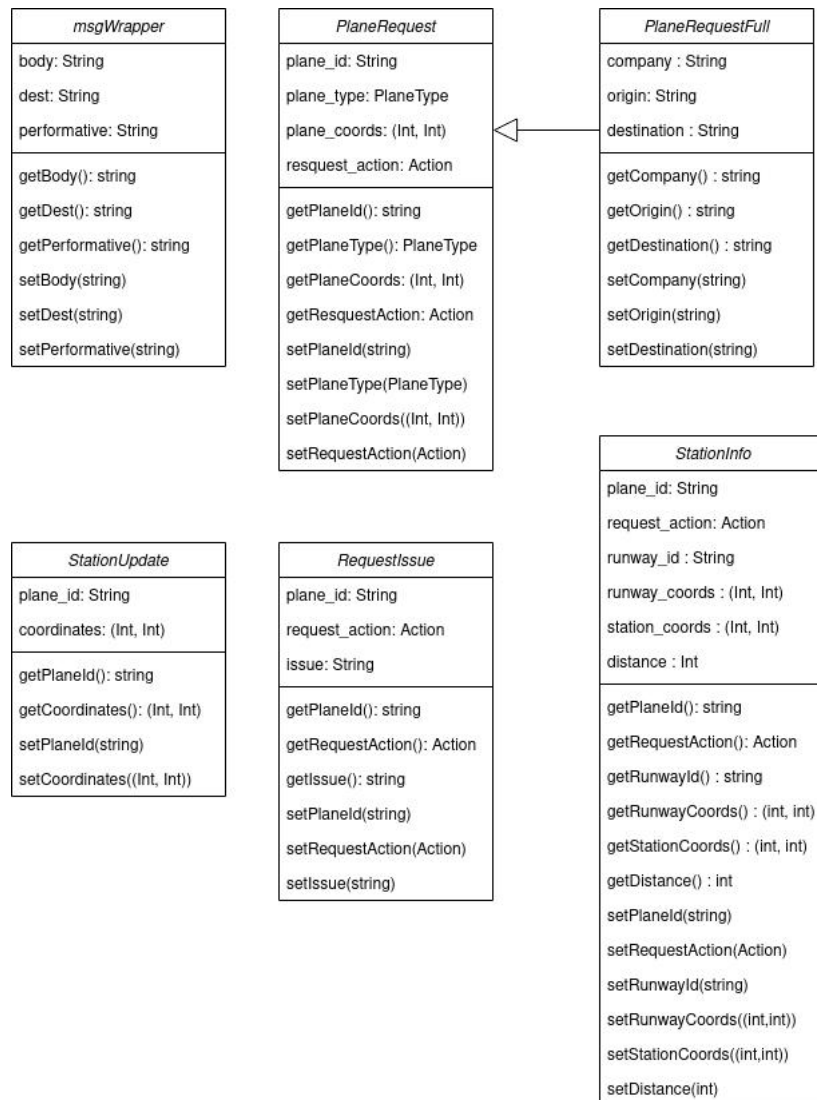 msgWrapper
body: String
dest: String
performative: String
getBody(): string
getDest(): string
getPerformative(): string
setBody(string)
setDest(string)
setPerformative(string)
PlaneRequest
plane_id: String
plane_type: PlaneType
plane_coords: (Int, Int)
resquest_action: Action
getPlaneId(): string
getPlaneType(): PlaneType
getPlaneCoords: (Int, Int)
getResquestAction: Action
setPlaneId(string)
setPlaneType(PlaneType)
setPlaneCoords((Int, Int))
setRequestAction(Action)
PlaneRequestFull
company : String
origin: String
destination : String
getCompany() : string
getOrigin() : string
getDestination() : string
setCompany(string)
setOrigin(string)
setDestination(string)
StationUpdate
plane_id: String
coordinates: (Int, Int)
getPlaneId(): string
getCoordinates(): (Int, Int)
setPlaneId(string)
setCoordinates((Int, Int))
RequestIssue
plane_id: String
request_action: Action
issue: String
getPlaneId(): string
getRequestAction(): Action
getIssue(): string
setPlaneId(string)
setRequestAction(Action)
setIssue(string)
StationInfo
plane_id: String
request_action: Action
runway_id : String
runway_coords : (Int, Int)
station_coords : (Int, Int)
distance : Int
getPlaneId(): string
getRequestAction(): Action
getRunwayId() : string
getRunwayCoords() : (int, int)
getStationCoords() : (int, int)
getDistance() : int
setPlaneId(string)
setRequestAction(Action)
setRunwayId(string)
setRunwayCoords((int,int))
setStationCoords((int,int))
setDistance(int)